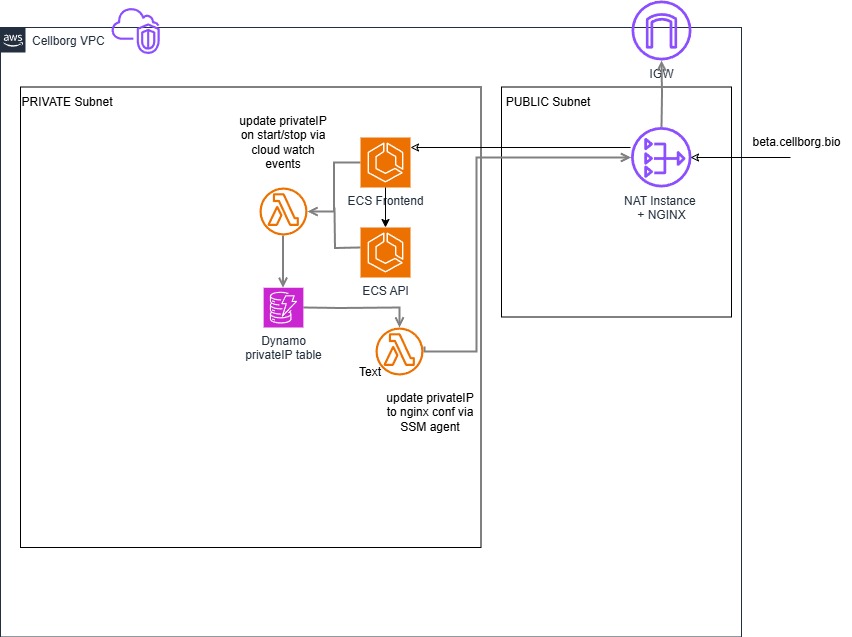 aws
Cellborg VPC
IGW
PRIVATE Subnet
PUBLIC Subnet
update privateIP
on start/stop via
cloud watch
events
beta.cellborg.bio
ECS Frontend
NAT Instance
+ NGINX
ECS API
Dynamo
privateIP table
Text
update privateIP
to nginx conf via
SSM agent